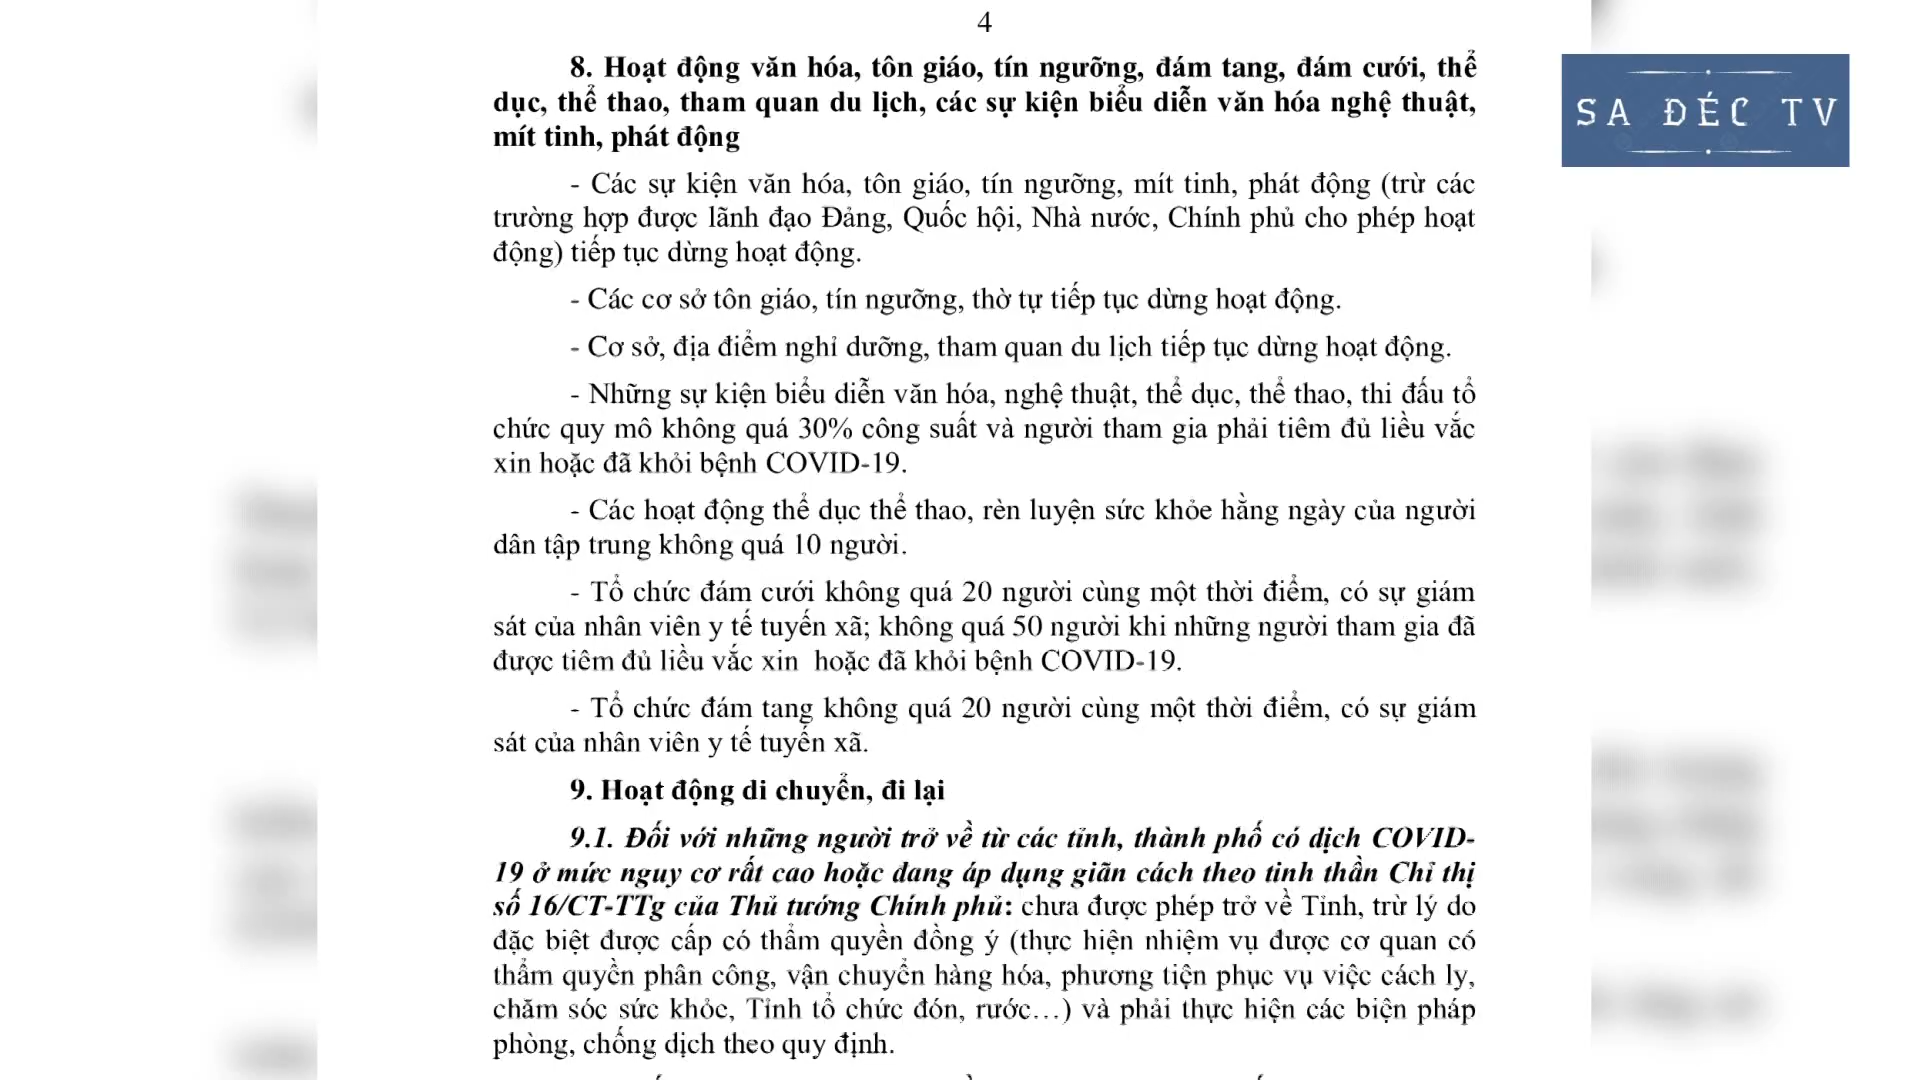 4
8. Hoạt động văn hóa, tôn giáo, tín ngưỡng, đám tang, đám cưới, thể
dục, thể thao, tham quan du lịch, các sự kiện biểu diễn văn hóa nghệ thuật,
mít tinh, phát động
SA ĐÉC TV
- Các sự kiện văn hóa, tôn giáo, tín ngưỡng, mít tinh, phát động (trừ các
trường hợp được lãnh đạo Đảng, Quốc hội, Nhà nước, Chính phủ cho phép hoạt
động) tiếp tục dừng hoạt động.
- Các cơ sở tôn giáo, tín ngưỡng, thờ tự tiếp tục dừng hoạt động.
- Cơ sở, địa điểm nghỉ dưỡng, tham quan du lịch tiếp tục dừng hoạt động.
- Những sự kiện biểu diễn văn hóa, nghệ thuật, thể dục, thể thao, thi đấu tổ
chức quy mô không quá 30% công suất và người tham gia phải tiêm đủ liều vắc
xin hoặc đã khỏi bệnh COVID-19.
- Các hoạt động thể dục thể thao, rèn luyện sức khỏe hằng ngày của người
dân tập trung không quá 10 người.
- Tổ chức đám cưới không quá 20 người cùng một thời điểm, có sự giám
sát của nhân viên y tế tuyến xã; không quá 50 người khi những người tham gia đã
được tiêm đủ liều vắc xin hoặc đã khỏi bệnh COVID-19.
- Tổ chức đám tang không quá 20 người cùng một thời điểm, có sự giám
sát của nhân viên y tế tuyến xã.
9. Hoạt động di chuyển, đi lại
9.1. Đối với những người trở về từ các tỉnh, thành phố có dịch COVID-
19 ở mức nguy cơ rất cao hoặc đang áp dụng giãn cách theo tinh thần Chỉ thị
số 16/CT-TTg của Thủ tướng Chính phủ: chưa được phép trở về Tỉnh, trừ lý do
đặc biệt được cấp có thẩm quyền đồng ý (thực hiện nhiệm vụ được cơ quan có
thẩm quyền phân công, vận chuyển hàng hóa, phương tiện phục vụ việc cách ly,
chăm sóc sức khỏe, Tỉnh tổ chức đón, rước…) và phải thực hiện các biện pháp
phòng, chống dịch theo quy định.